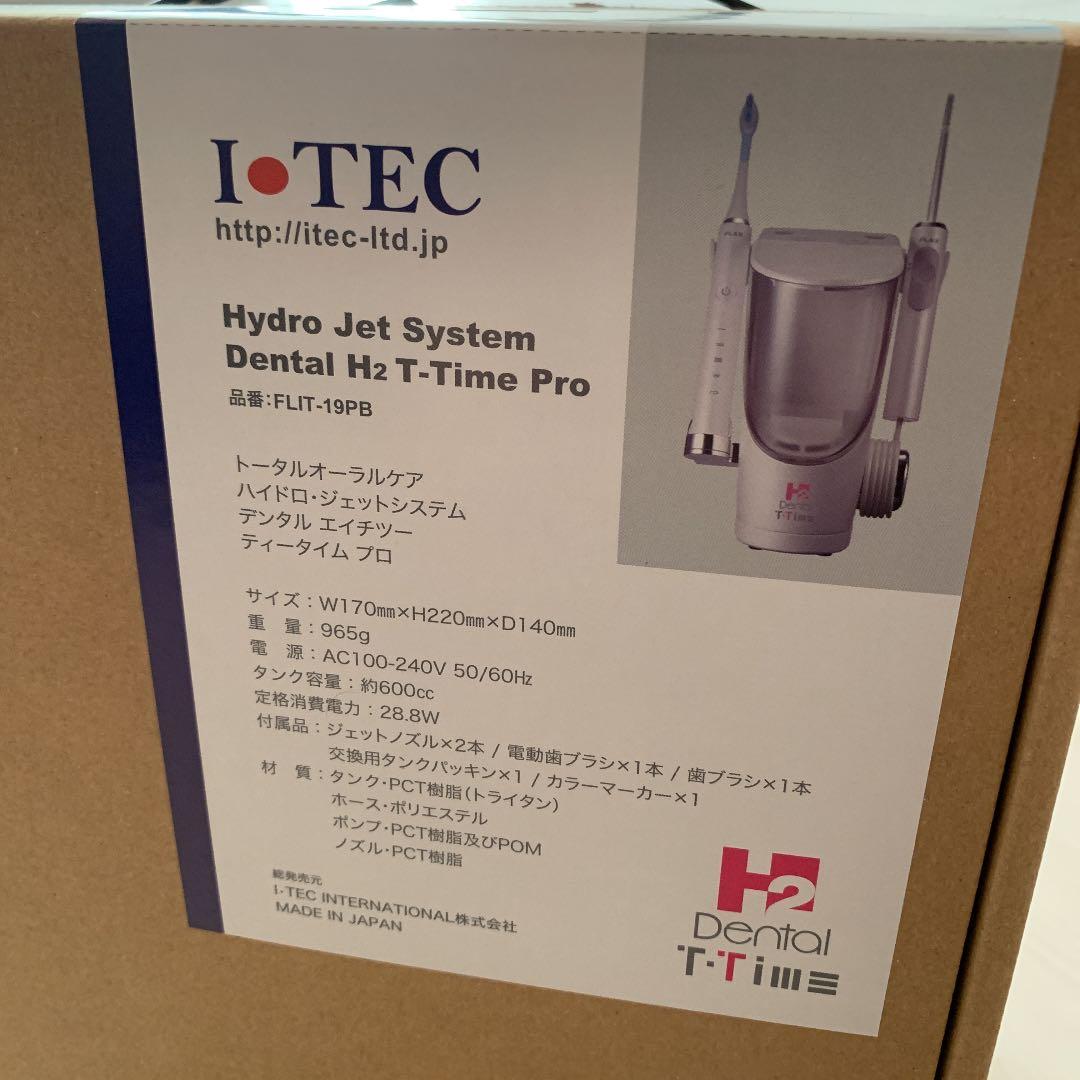 I•TEC
http://itec-ltd.jp
Hydro Jet System
Dental H2 T-Time Pro
品番:FLIT-19PB
トータルオーラルケア
ハイドロ・ジェットシステム
デンタル エイチツー
ティータイム プロ
サイズ:W170㎜×H220㎜×D140㎜
重 量:965g
電 源:AC100-240V 50/60Hz
タンク容量:約600cc
定格消費電力:28.8W
付属品:ジェットノズル×2本 / 電動歯ブラシ×1本 / 歯ブラシ×1本
交換用タンクパッキン×1 / カラーマーカー×1
材 質:タンク・PCT樹脂(トライタン)
ホース・ポリエステル
ポンプ・PCT樹脂及びPOM
ノズル・PCT樹脂
総発売元
I・TEC INTERNATIONAL株式会社
MADE IN JAPAN
H2
Dental
T・Time
H2
Dental
T・Time